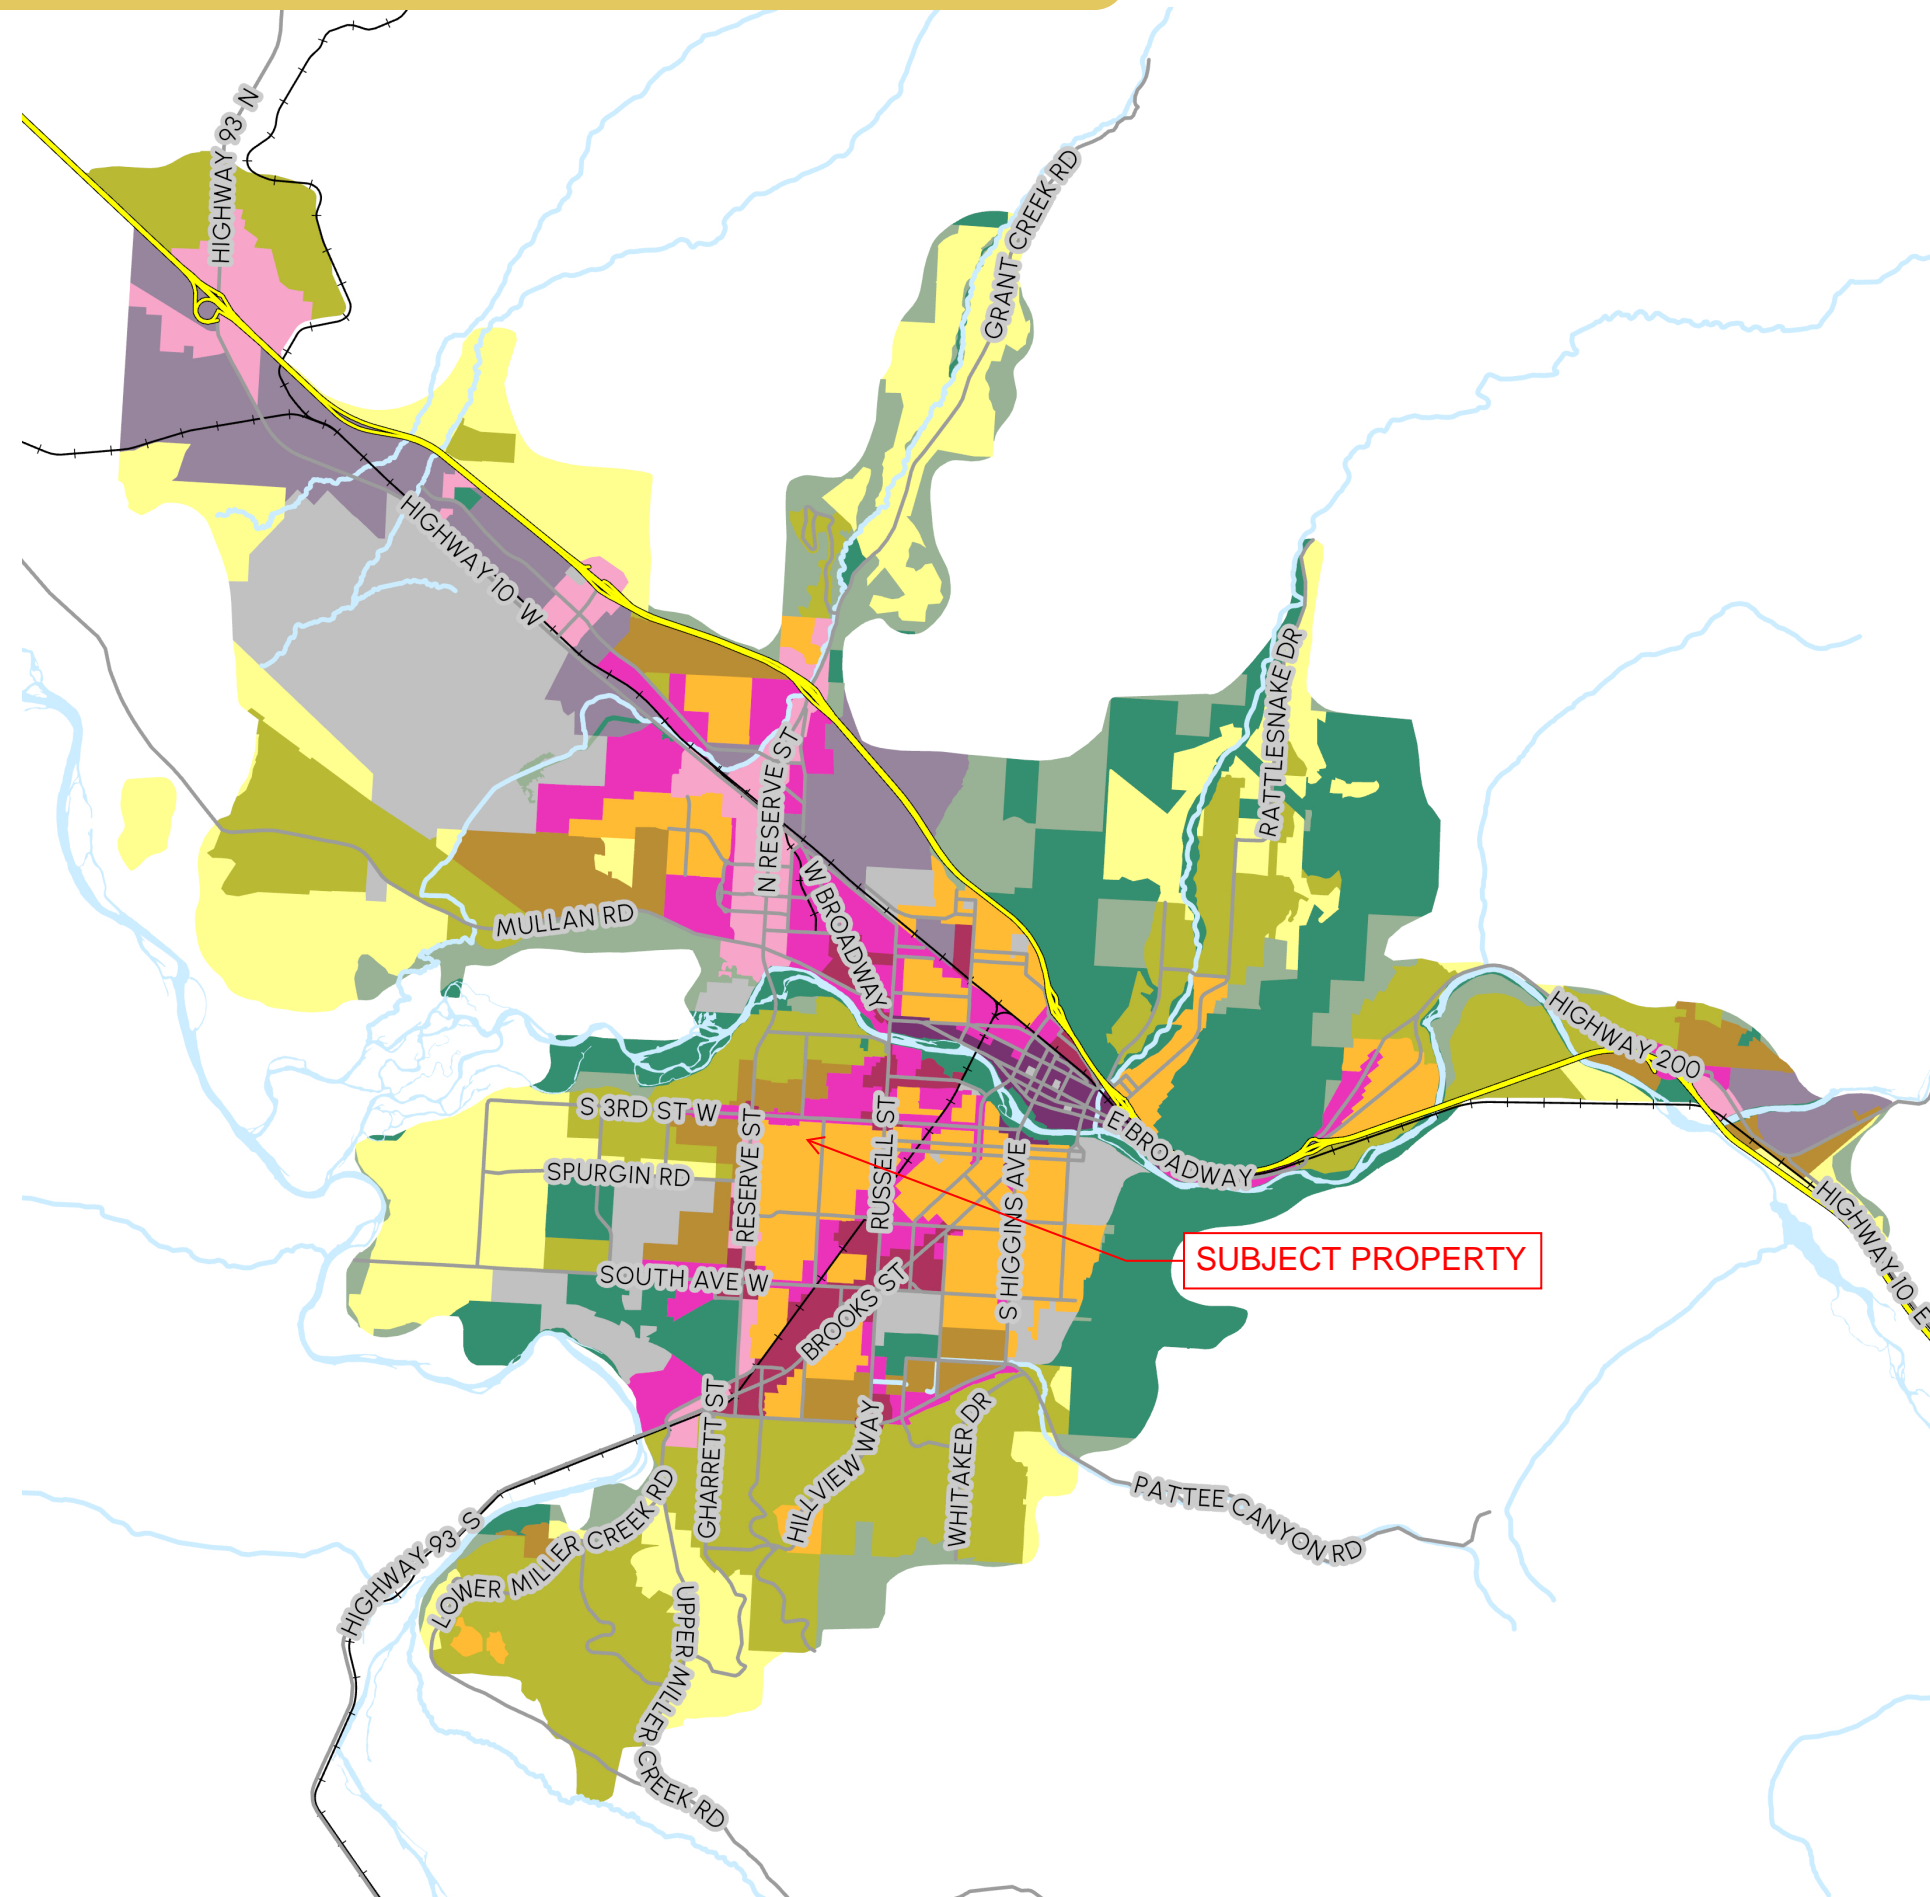 HIGHWAY 93 N
GRANT CREEK RD
HIGHWAY 10 W
RATTLESNAKE DR
N RESERVE ST
W BROADWAY
MULLAN RD
HIGHWAY 200
S 3RD ST W
RESERVE ST
RUSSELL ST
E BROADWAY
SPURGIN RD
S HIGGINS AVE
HIGHWAY 10 E
SUBJECT PROPERTY
SOUTH AVE W
BROOKS ST
GHARRETT ST
HILLVIEW WAY
WHITAKER DR
PATTEE CANYON RD
HIGHWAY 93 S
LOWER MILLER CREEK RD
UPPER MILLER CREEK RD